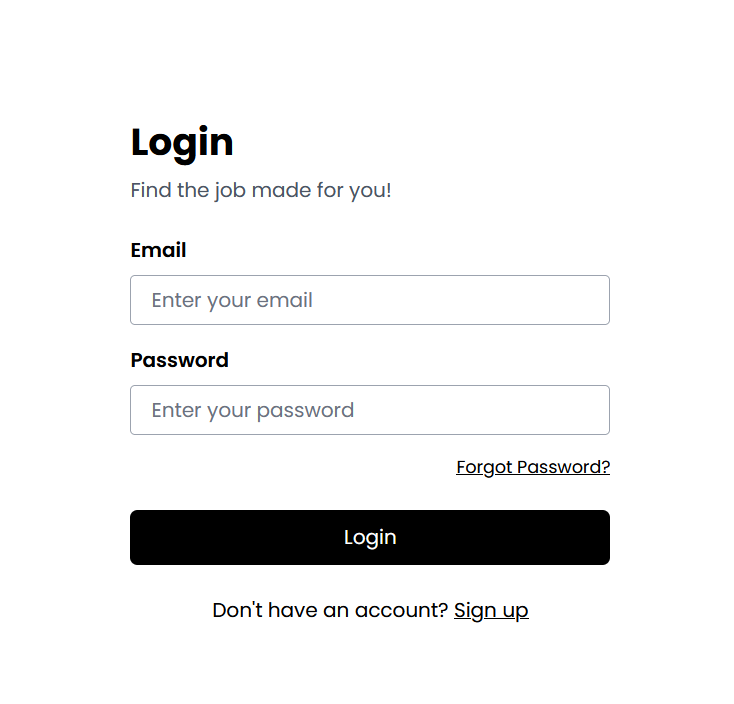 Login
Find the job made for you!
Email
Enter your email
Password
Enter your password
Forgot Password?
Login
Don't have an account? Sign up